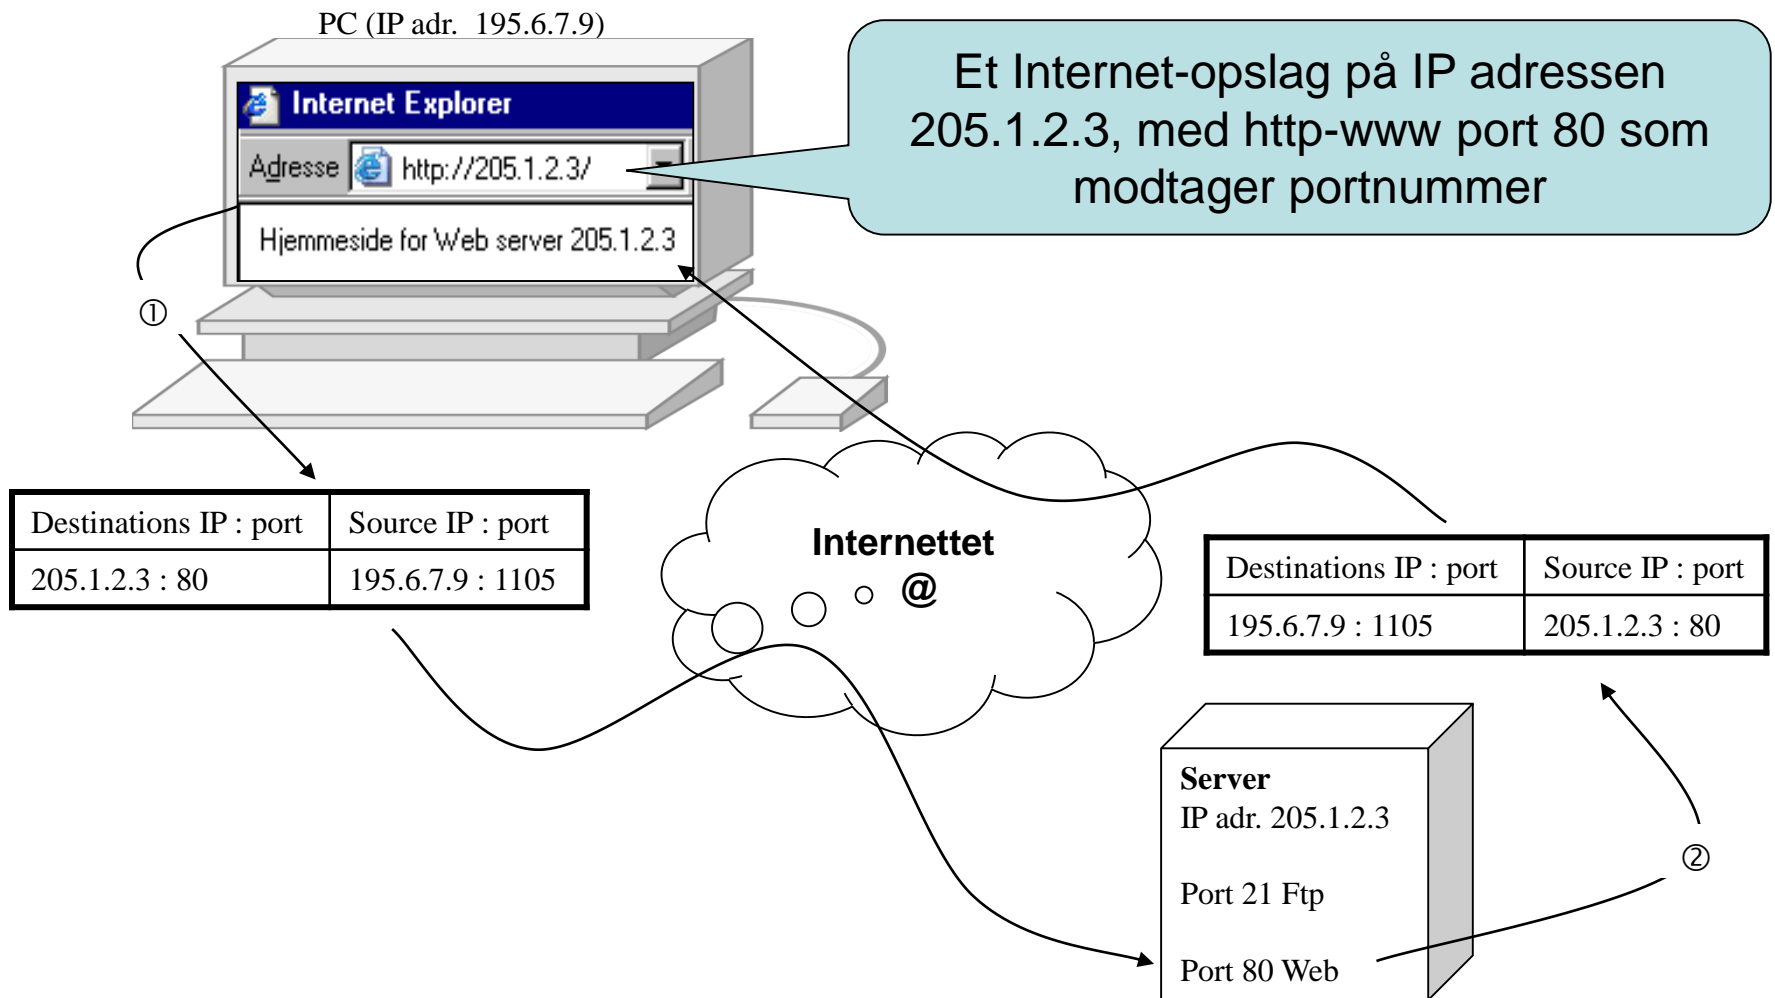 PC (IP adr. 195.6.7.9)
Internet Explorer
Adresse http://205.1.2.3/
Hjemmeside for Web server 205.1.2.3
Et Internet-opslag på IP adressen
205.1.2.3, med http-www port 80 som
modtager portnummer
①
Destinations IP : port Source IP : port
205.1.2.3 : 80 195.6.7.9 : 1105
Internettet
@
Destinations IP : port Source IP : port
195.6.7.9 : 1105 205.1.2.3 : 80
Server
IP adr. 205.1.2.3
Port 21 Ftp
Port 80 Web
②